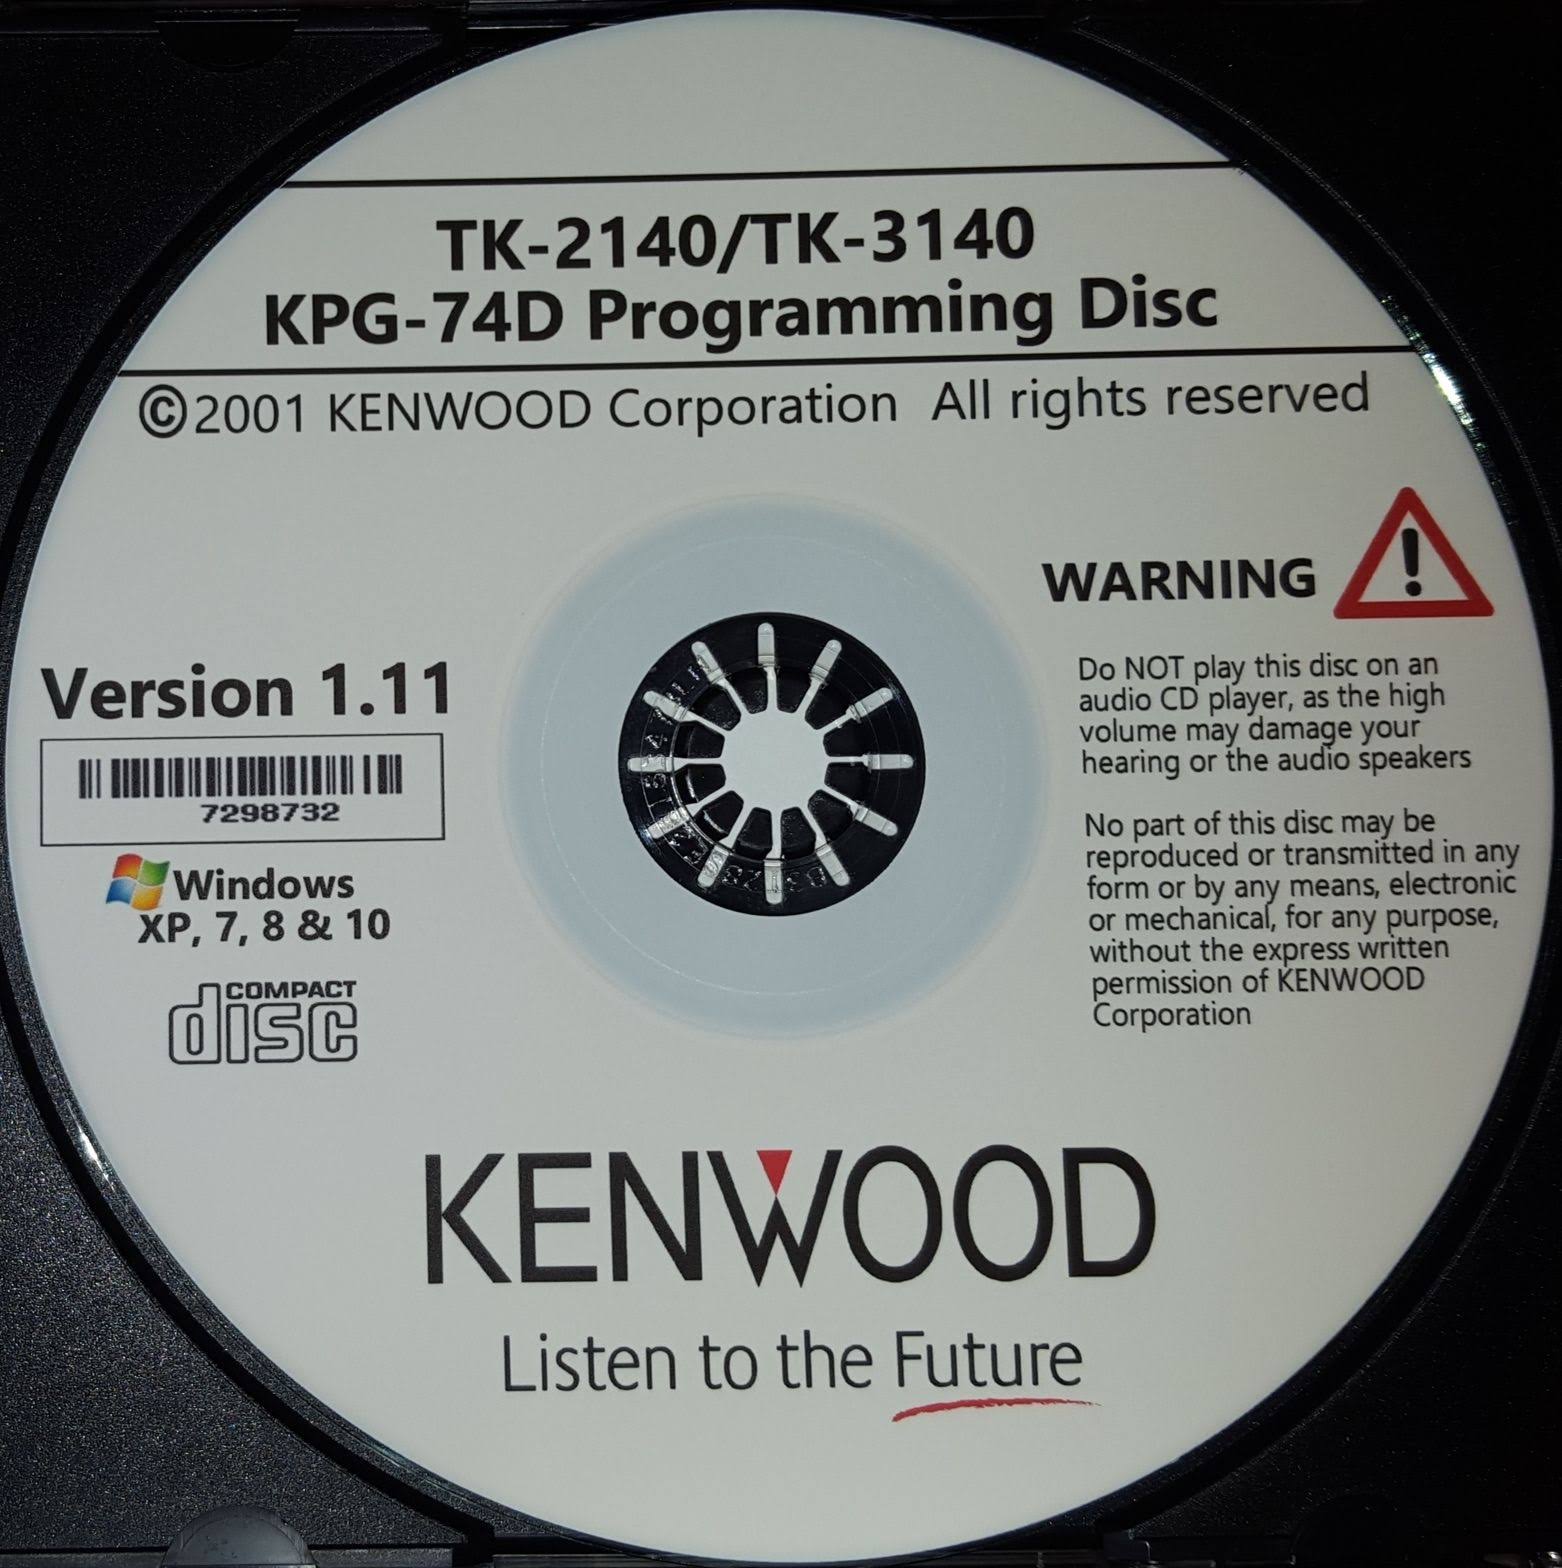 TK-2140/TK-3140
KPG-74D Programming Disc
©2001 KENWOOD Corporation All rights reserved
WARNING
Do NOT play this disc on an
audio CD player, as the high
volume may damage your
hearing or the audio speakers
No part of this disc may be
reproduced or transmitted in any
form or by any means, electronic
or mechanical, for any purpose,
without the express written
permission of KENWOOD
Corporation
Version 1.11
7298732
Windows
XP, 7, 8 & 10
COMPACT
disc
KENWOOD
Listen to the Future